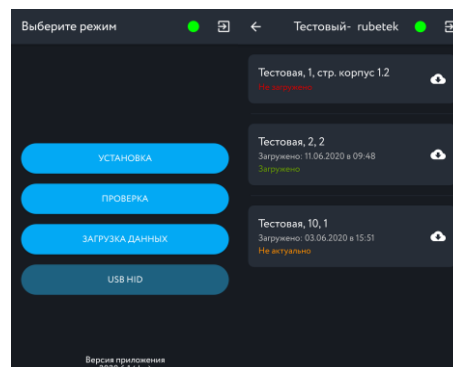 Выберите режим
УСТАНОВКА
ПРОВЕРКА
ЗАГРУЗКА ДАННЫХ
USB HID
Версия приложения
Тестовый- rubetek
Тестовая, 1, стр. корпус 1.2
Не загружено
Тестовая, 2, 2
Загружено: 11.06.2020 в 09:48
Загружено
Тестовая, 10, 1
Загружено: 03.06.2020 в 15:51
Не актуально